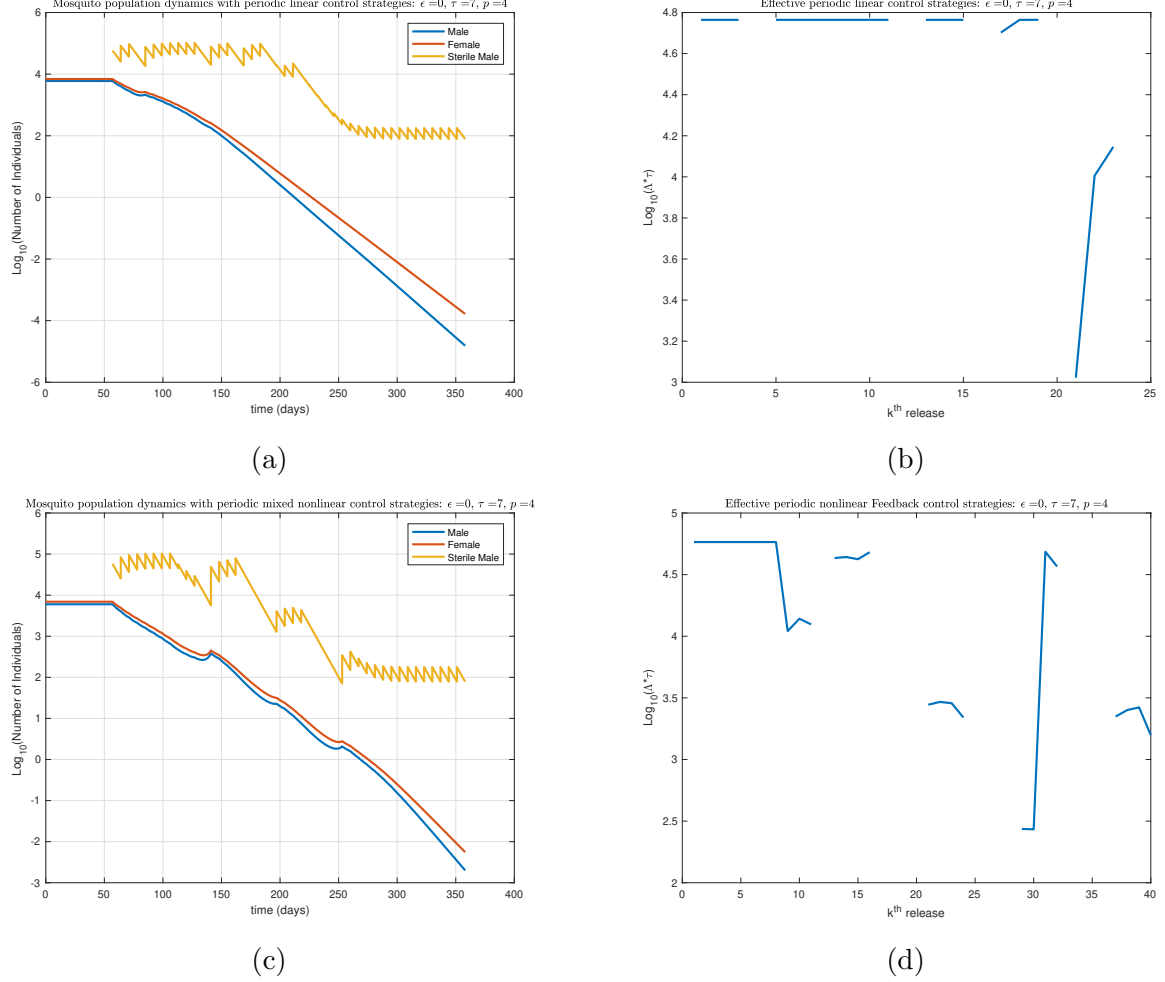 Mosquito population dynamics with periodic linear control strategies: ϵ =0, τ =7, p =4
6
4
2
0
-2
-4
-6
Log10(Number of Individuals)
Male
Female
Sterile Male
0 50 100 150 200 250 300 350 400
time (days)
(a)
Effective periodic linear control strategies: ϵ =0, τ =7, p =4
4.8
4.6
4.4
4.2
4
3.8
3.6
3.4
3.2
3
Log10(Λ*τ)
0 5 10 15 20 25
kth release
(b)
Mosquito population dynamics with periodic mixed nonlinear control strategies: ϵ =0, τ =7, p =4
6
5
4
3
2
1
0
-1
-2
-3
Log10(Number of Individuals)
Male
Female
Sterile Male
0 50 100 150 200 250 300 350 400
time (days)
(c)
Effective periodic nonlinear Feedback control strategies: ϵ =0, τ =7, p =4
5
4.5
4
3.5
3
2.5
2
Log10(Λ*τ)
0 5 10 15 20 25 30 35 40
kth release
(d)